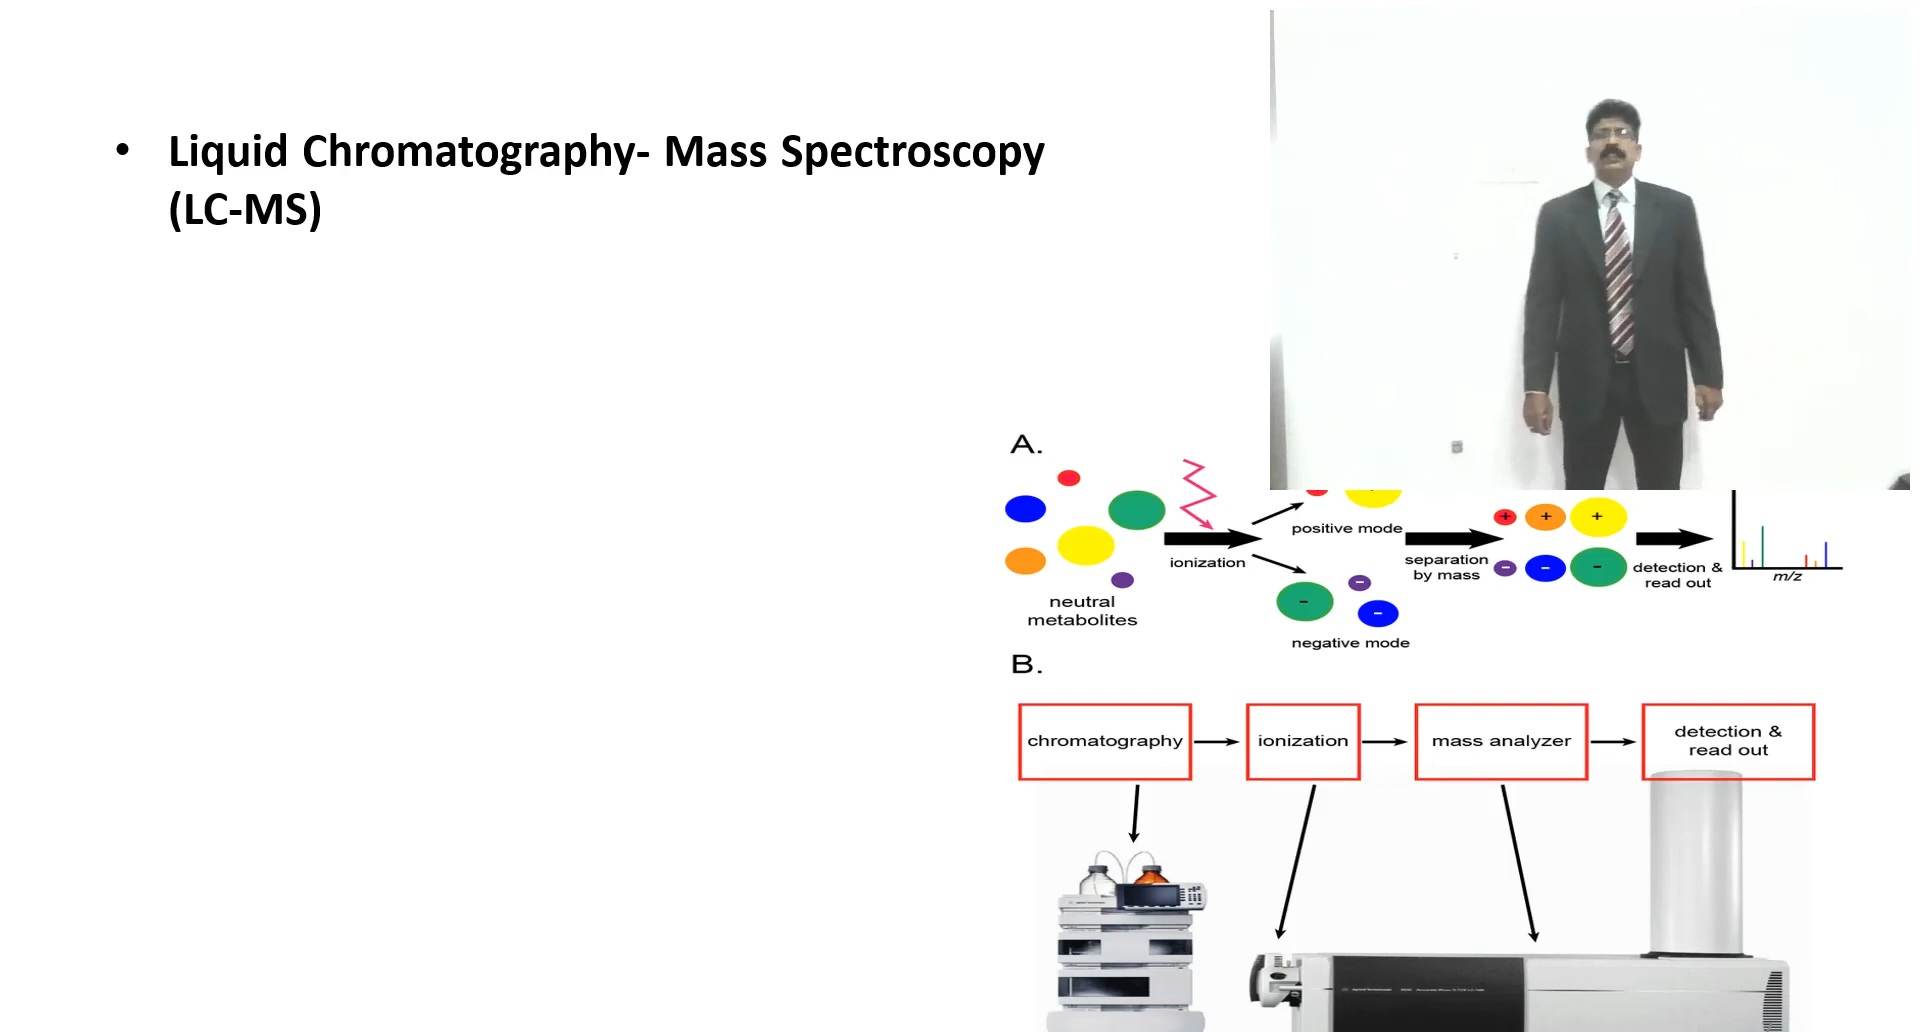 • Liquid Chromatography- Mass Spectroscopy
(LC-MS)
A.
neutral
metabolites
ionization
positive mode
+
-
-
-
negative mode
separation
by mass
+ + +
- - -
detection &
read out
m/z
B.
chromatography
ionization
mass analyzer
detection &
read out